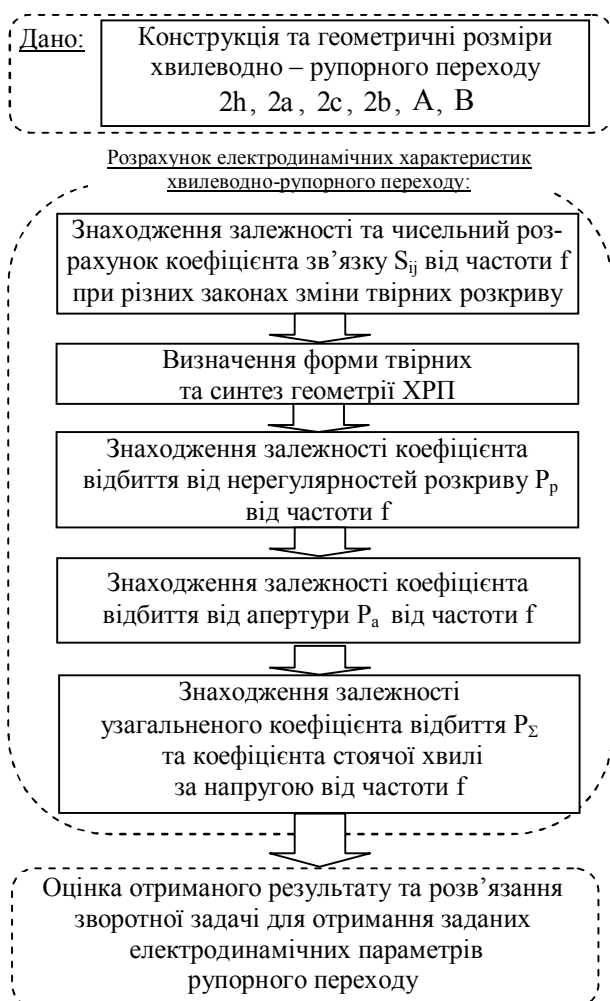 Дано:
Конструкція та геометричні розміри
хвилеводно – рупорного переходу
2h, 2a, 2c, 2b, A, B
Розрахунок електродинамічних характеристик
хвилеводно-рупорного переходу:
Знаходження залежності та чисельний роз-
рахунок коефіцієнта зв’язку Sij від частоти f
при різних законах зміни твірних розкриву
Визначення форми твірних
та синтез геометрії ХРП
Знаходження залежності коефіцієнта
відбиття від нерегулярностей розкриву Рр
від частоти f
Знаходження залежності коефіцієнта
відбиття від апертури Ра від частоти f
Знаходження залежності
узагальненого коефіцієнта відбиття РΣ
та коефіцієнта стоячої хвилі
за напругою від частоти f
Оцінка отриманого результату та розв’язання
зворотної задачі для отримання заданих
електродинамічних параметрів
рупорного переходу